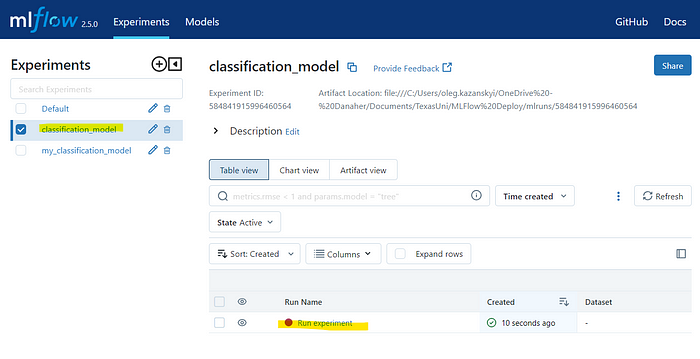 mlflow 2.5.0 Experiments Models GitHub Docs
Experiments
Search Experiments
Default
classification_model
my_classification_model
classification_model Provide Feedback Share
Experiment ID:
584841915996460564
Artifact Location: file:///C:/Users/oleg.kazanskyi/OneDrive%20-
%20Danaher/Documents/TexasUni/MLFlow%20Deploy/mlruns/584841915996460564
Description Edit
Table view Chart view Artifact view
metrics.rmse < 1 and params.model = "tree" Time created Refresh
State Active
Sort: Created Columns Expand rows
Run Name Created Dataset
Run experiment 10 seconds ago -